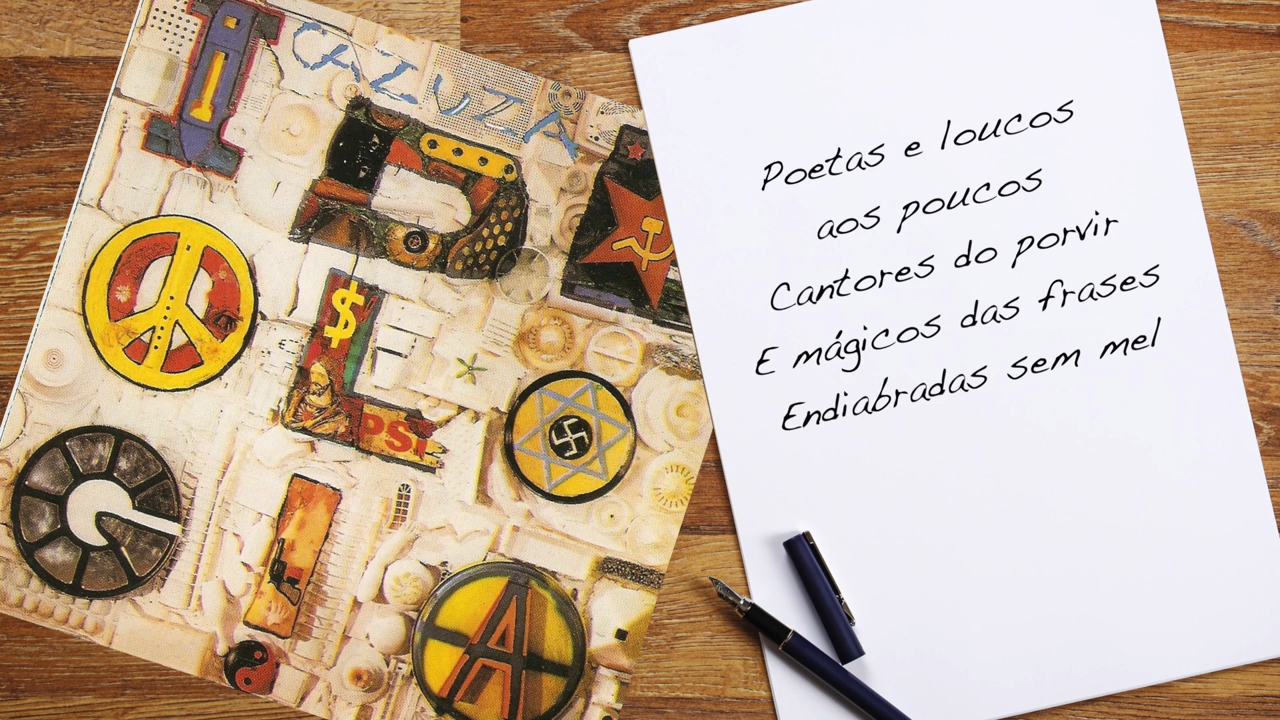 CAZUZA
IDEOLOGIA
$
PSI
Poetas e loucos
aos poucos
Cantores do porvir
E mágicos das frases
Endiabradas sem mel